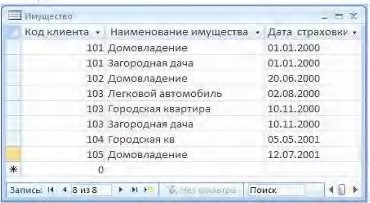 Имущество
Код клиента Наименование имущества Дата страховки
101 Домовладение 01.01.2000
101 Загородная дача 01.01.2000
102 Домовладение 20.06.2000
103 Легковой автомобиль 02.08.2000
103 Городская квартира 10.11.2000
103 Загородная дача 10.11.2000
104 Городская кв 05.05.2001
105 Домовладение 12.07.2001
* 0
Запись: 8 из 8 Нет фильтра Поиск